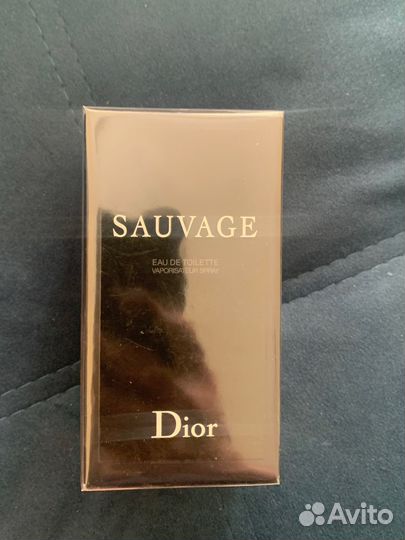 SAUVAGE
EAU DE TOILETTE
VAPORISATEUR SPRAY
Dior
Avito